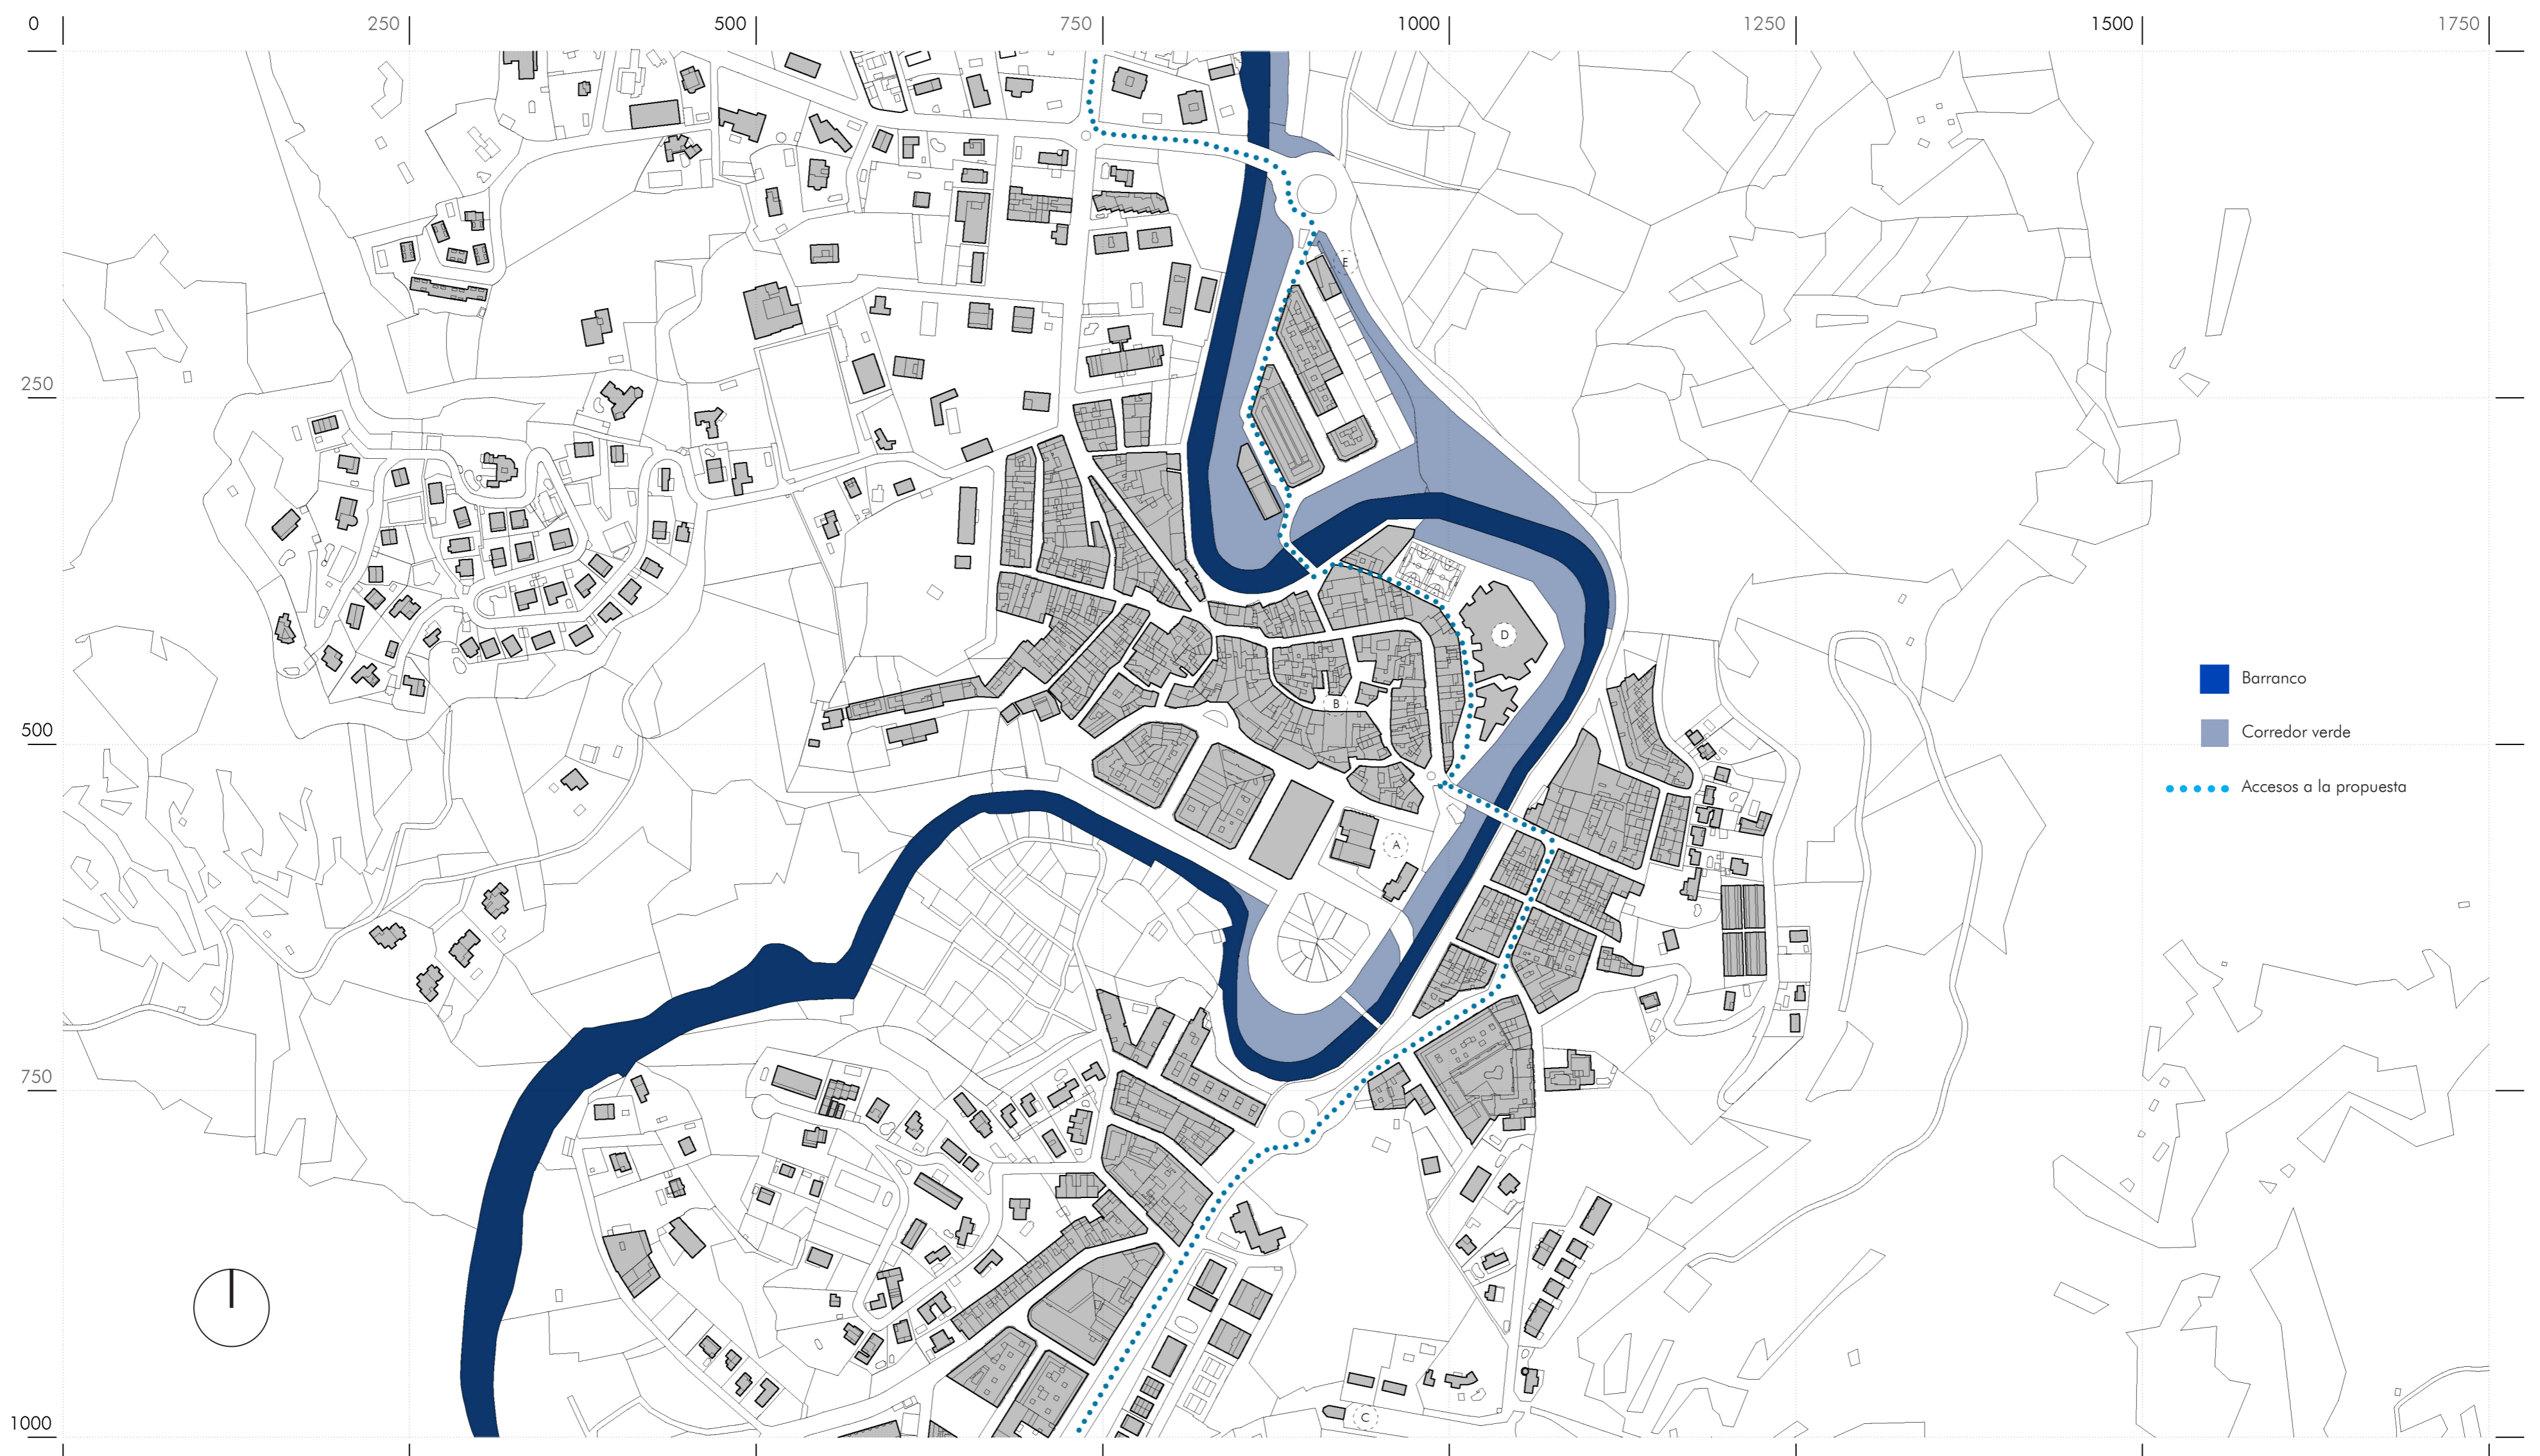 0 250 500 750 1000 1250 1500 1750
E
250
D
Barranco
B
500
Corredor verde
Accesos a la propuesta
A
750
C
1000